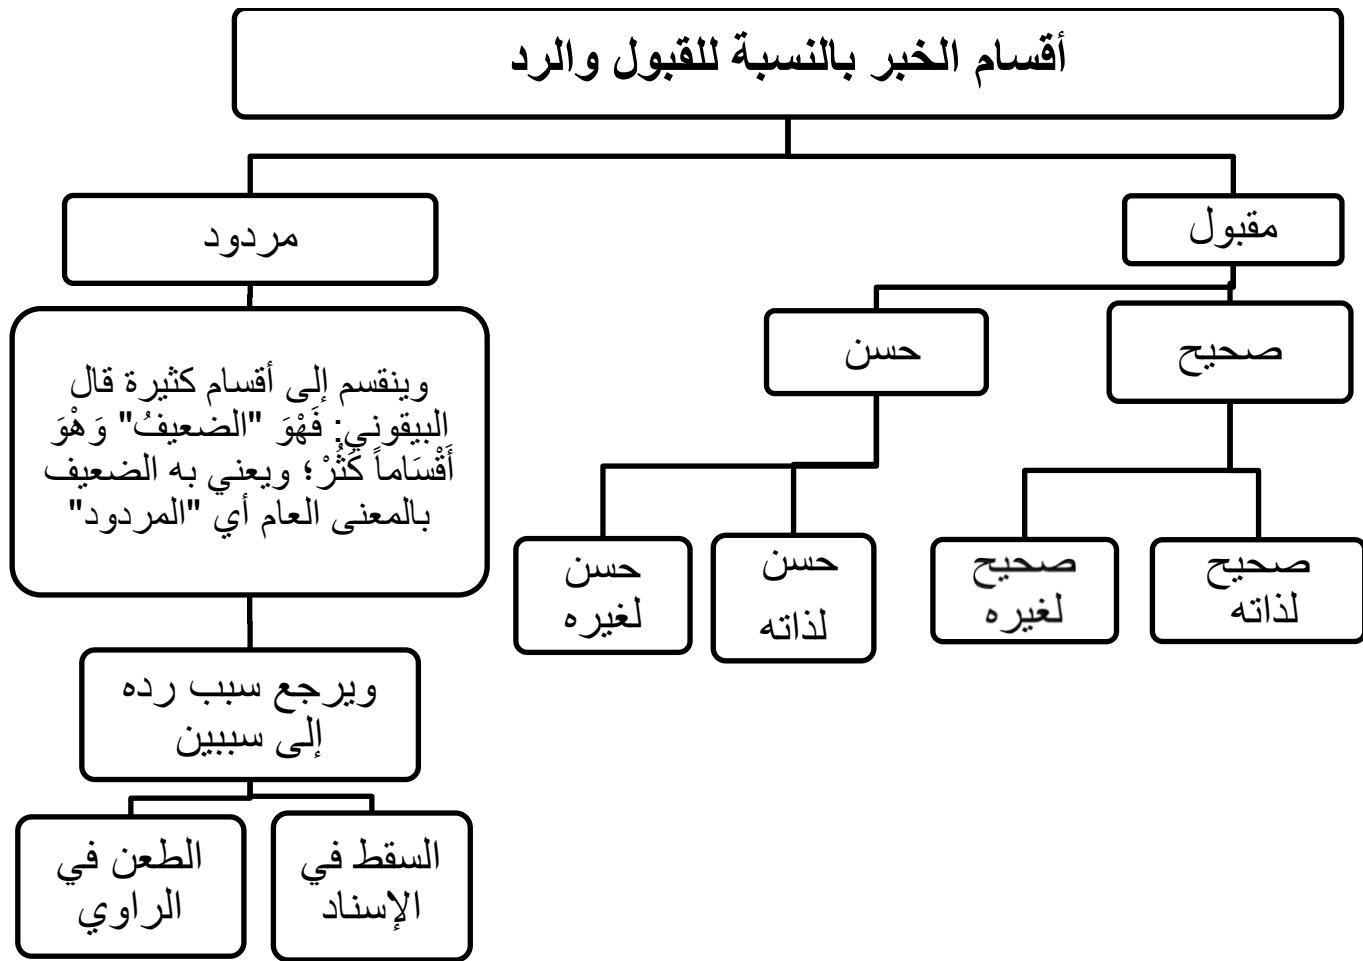 أقسام الخبر بالنسبة للقبول والرد
مقبول
مردود
صحيح
حسن
صحيح
لذاته
صحيح
لغيره
حسن
لذاته
حسن
لغيره
وينقسم إلى أقسام كثيرة قال
البيقوني: فَهْوَ "الضعيفُ" وَهْوَ
أَقْسَاماً كَثُرْ؛ ويعني به الضعيف
بالمعنى العام أي "المردود"
ويرجع سبب رده
إلى سببين
السقط في
الإسناد
الطعن في
الراوي